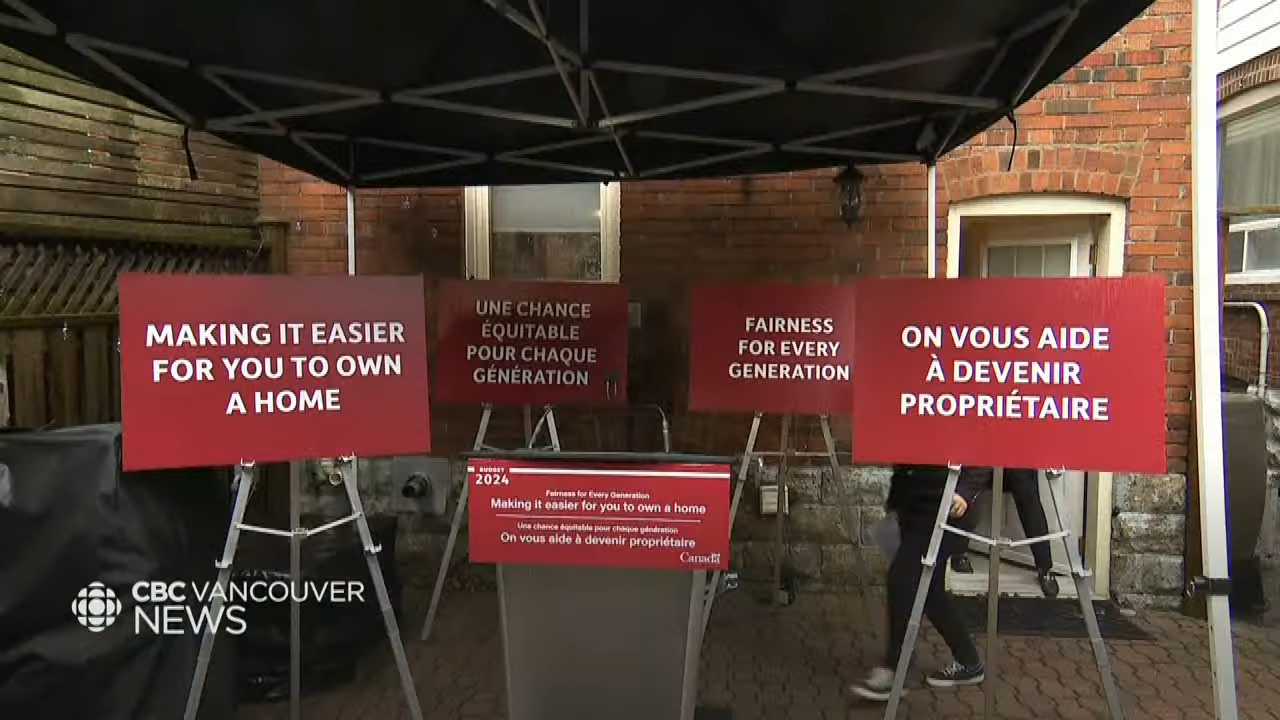 MAKING IT EASIER
FOR YOU TO OWN
A HOME
UNE CHANCE
ÉQUITABLE
POUR CHAQUE
GÉNÉRATION
FAIRNESS
FOR EVERY
GENERATION
ON VOUS AIDE
À DEVENIR
PROPRIÉTAIRE
BUDGET
2024
Fairness for Every Generation
Making it easier for you to own a home
Une chance équitable pour chaque génération
On vous aide à devenir propriétaire
Canada
CBC VANCOUVER
NEWS